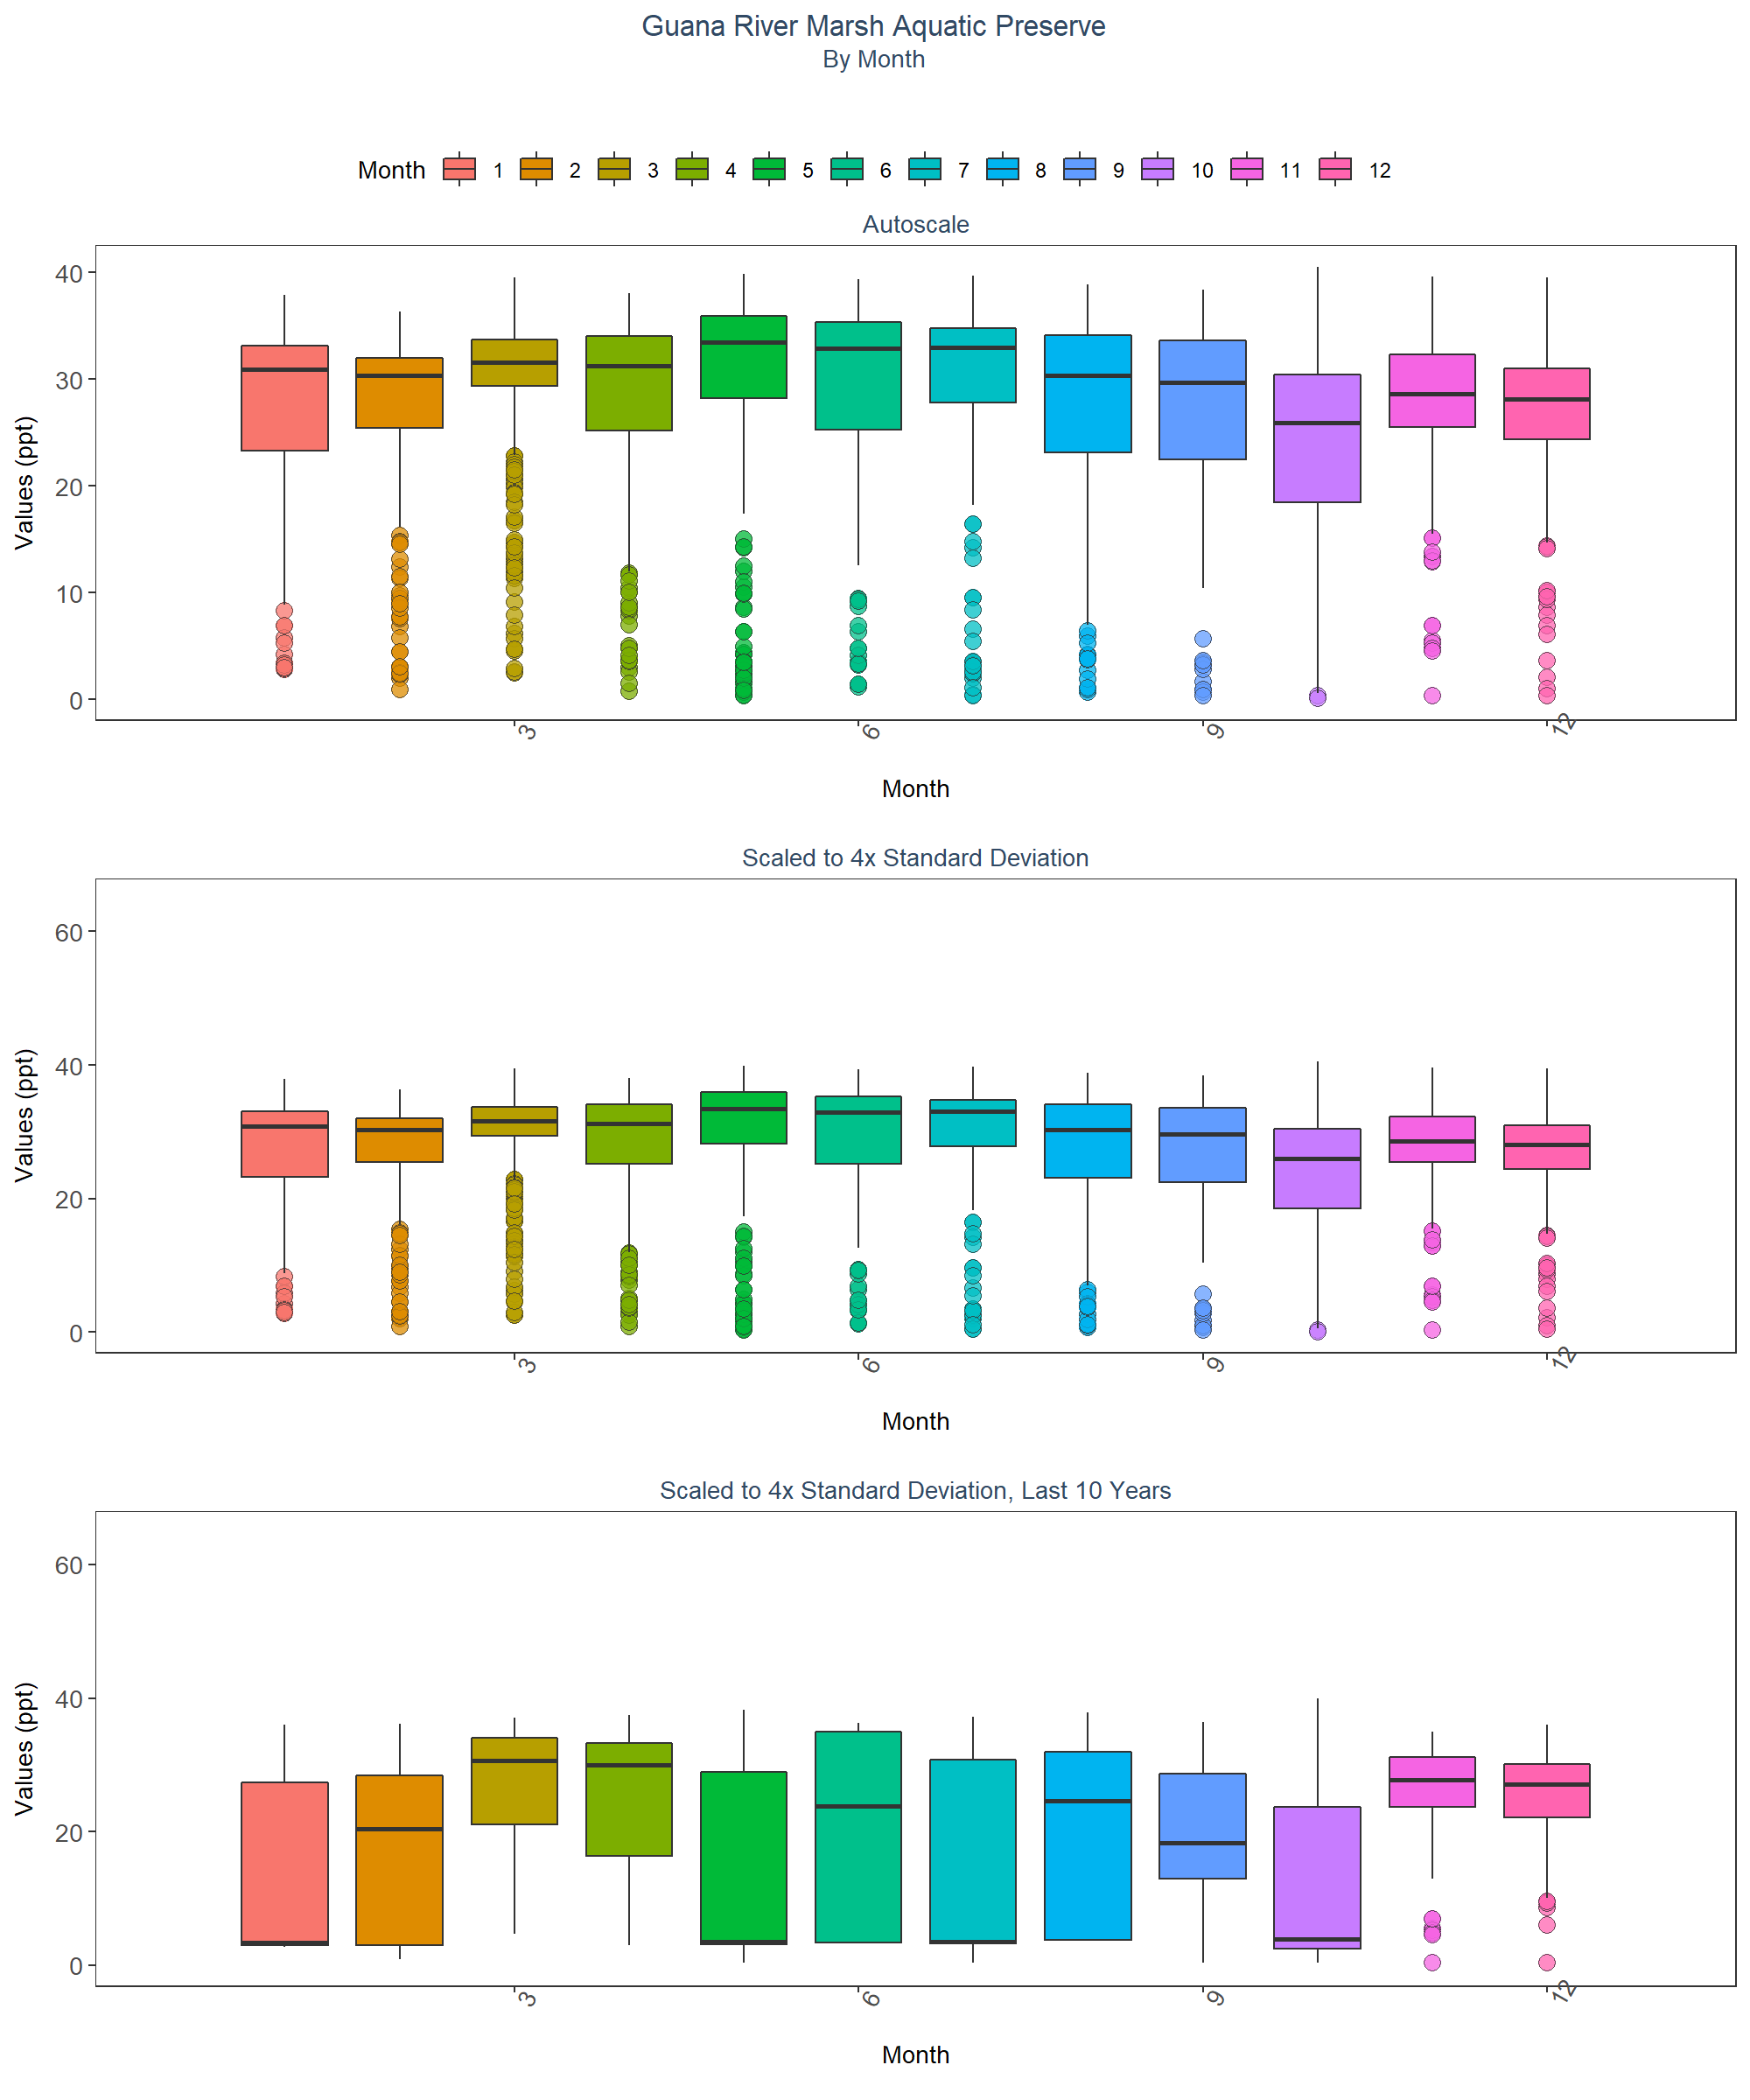 Guana River Marsh Aquatic Preserve
By Month
Month 1 2 3 4 5 6 7 8 9 10 11 12
Autoscale
Values (ppt)
40
30
20
10
0
3 6 9 12
Month
Scaled to 4x Standard Deviation
Values (ppt)
60
40
20
0
3 6 9 12
Month
Scaled to 4x Standard Deviation, Last 10 Years
Values (ppt)
60
40
20
0
3 6 9 12
Month